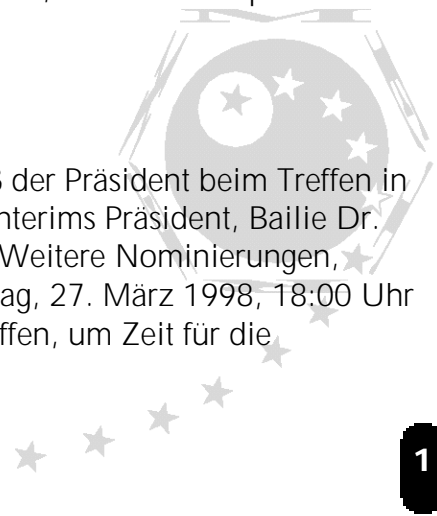 der Präsident beim Treffen in
nterims Präsident, Bailie Dr.
Weitere Nominierungen,
ag, 27. März 1998, 18:00 Uhr
ffen, um Zeit für die
1